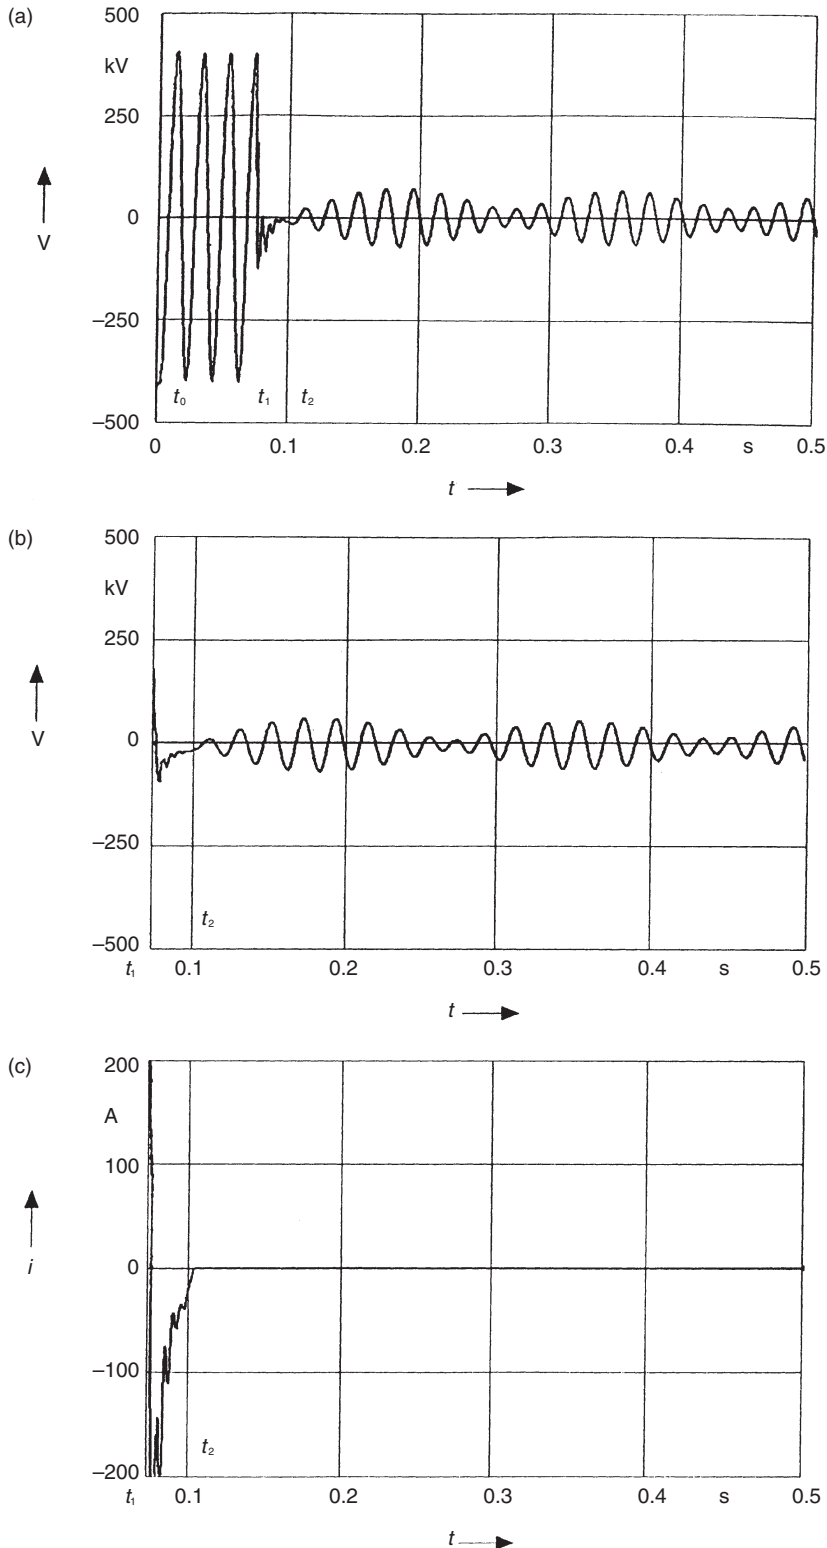 (a)
500
kV
250
0
V
–250
–500
t₀ t₁ t₂
0 0.1 0.2 0.3 0.4 s 0.5
t
(b)
500
kV
250
0
V
–250
–500
t₂
t₁ 0.1 0.2 0.3 0.4 s 0.5
t
(c)
200
A
100
0
i
–100
–200
t₂
t₁ 0.1 0.2 0.3 0.4 s 0.5
t